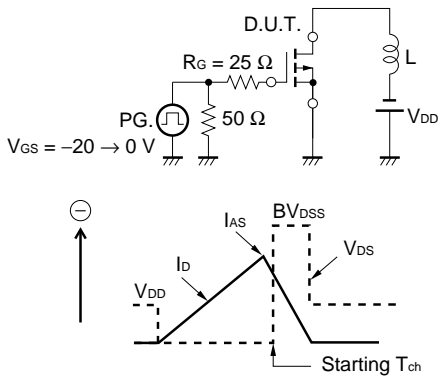 D.U.T.
RG = 25 Ω
L
PG.
50 Ω
VDD
VGS = −20 → 0 V
−
BVDSS
IAS
ID
VDS
VDD
Starting Tch